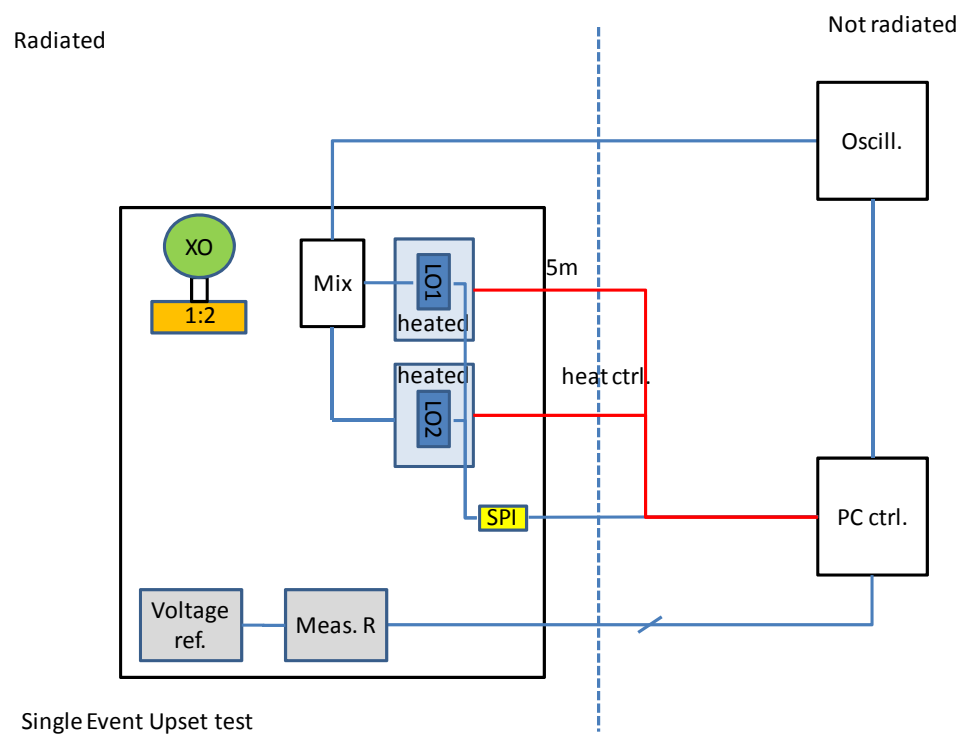 Radiated
Not radiated
Oscill.
XO
1:2
Mix
LO1
heated
5m
heated
LO2
heat ctrl.
SPI
PC ctrl.
Voltage
ref.
Meas. R
Single Event Upset test